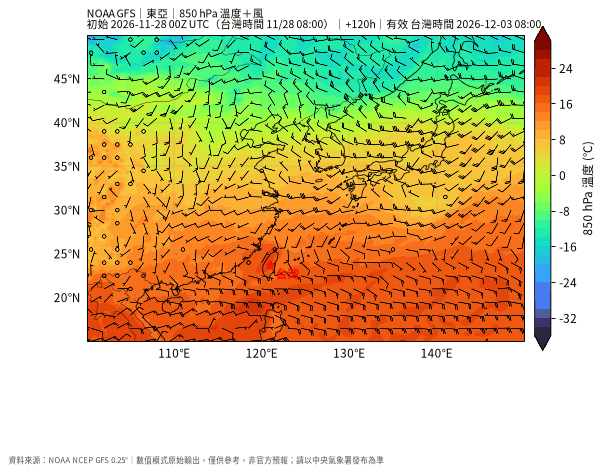 NOAA GFS｜東亞｜850 hPa 溫度＋風
初始 2026-11-28 00Z UTC（台灣時間 11/28 08:00）｜+120h｜有效 台灣時間 2026-12-03 08:00
45°N
40°N
35°N
30°N
25°N
20°N
110°E 120°E 130°E 140°E
台灣
24
16
8
0
-8
-16
-24
-32
850 hPa 溫度 (°C)
資料來源：NOAA NCEP GFS 0.25°｜數值模式原始輸出，僅供參考，非官方預報；請以中央氣象署發布為準